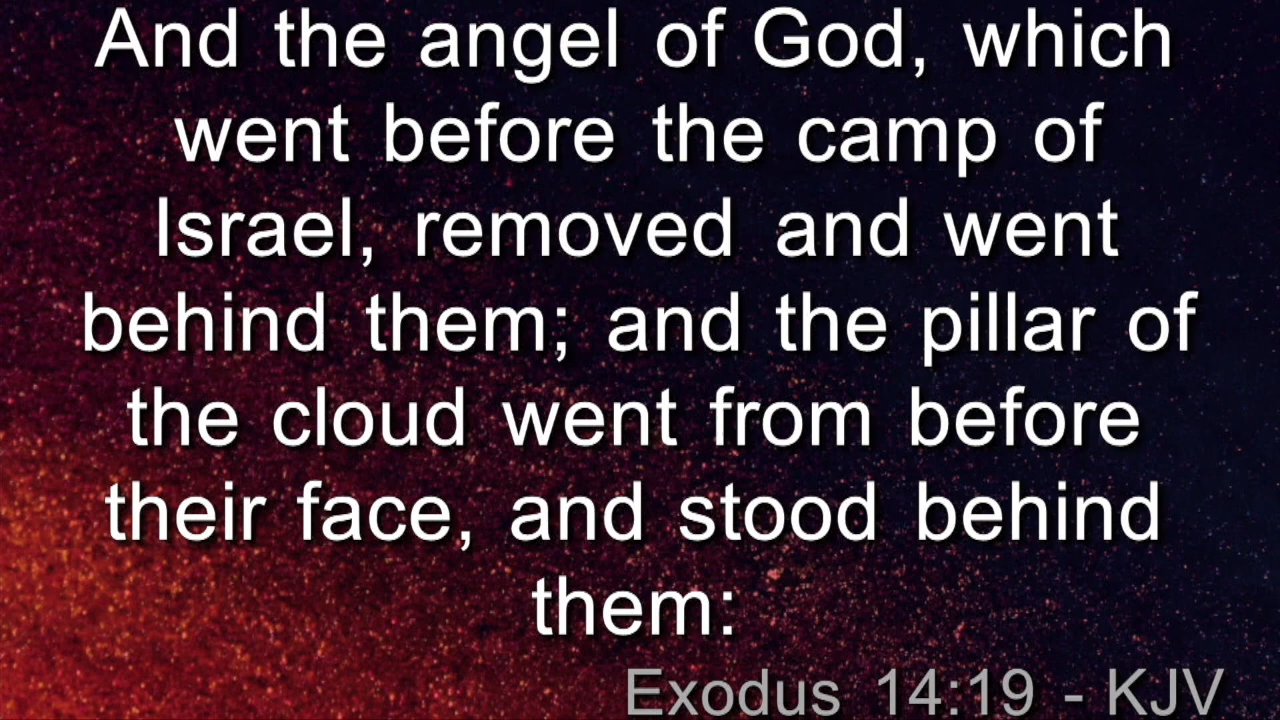 And the angel of God, which
went before the camp of
Israel, removed and went
behind them; and the pillar of
the cloud went from before
their face, and stood behind
them:
Exodus 14:19 - KJV